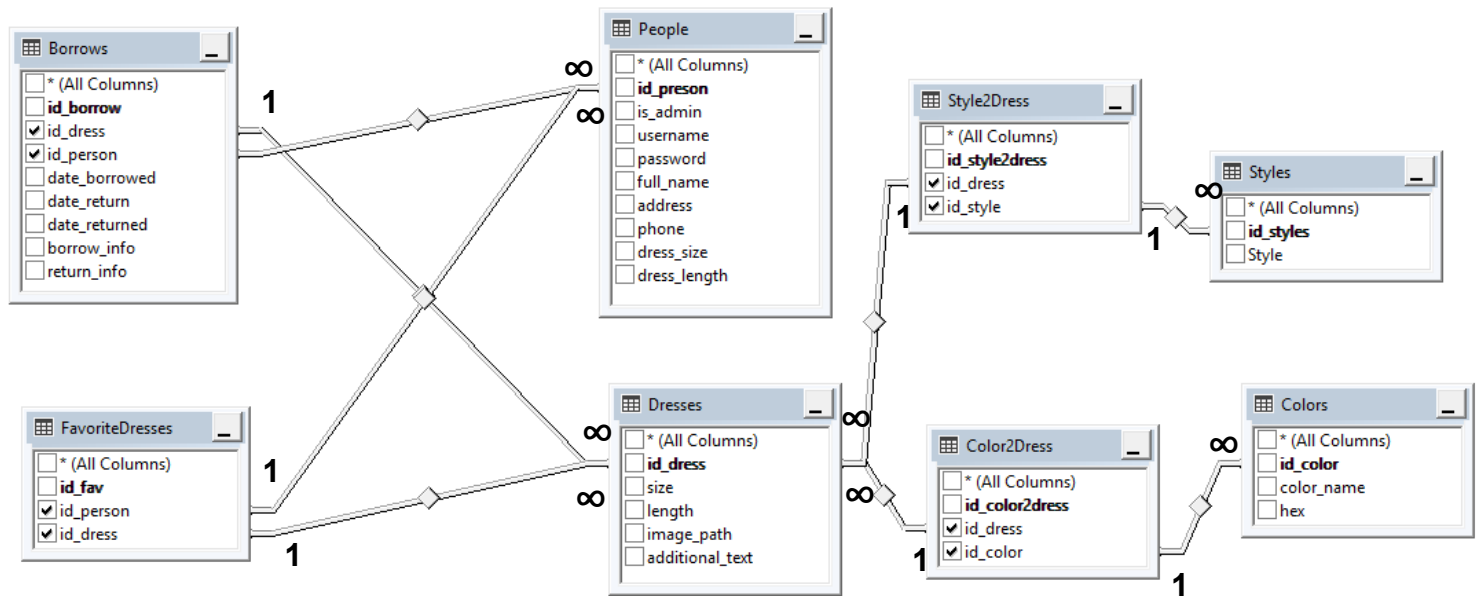 Borrows
* (All Columns)
id_borrow
id_dress
id_person
date_borrowed
date_return
date_returned
borrow_info
return_info
People
* (All Columns)
id_preson
is_admin
username
password
full_name
address
phone
dress_size
dress_length
Style2Dress
* (All Columns)
id_style2dress
id_dress
id_style
Styles
* (All Columns)
id_styles
Style
FavoriteDresses
* (All Columns)
id_fav
id_person
id_dress
Dresses
* (All Columns)
id_dress
size
length
image_path
additional_text
Color2Dress
* (All Columns)
id_color2dress
id_dress
id_color
Colors
* (All Columns)
id_color
color_name
hex
1
∞
∞
1
1
∞
∞
1
∞
1
∞
∞
1
1
∞
1